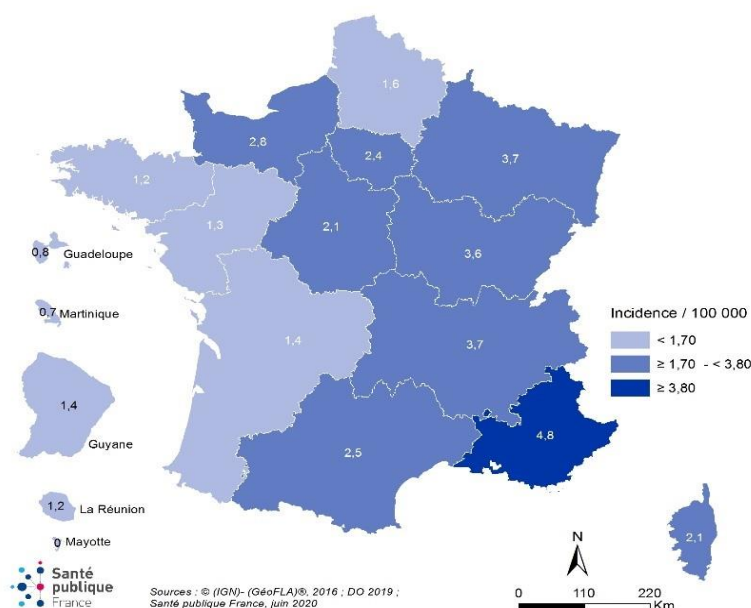 1,6
2,8
2,4
3,7
1,2
1,3
2,1
3,6
0,8 Guadeloupe
0,7 Martinique
1,4
3,7
Incidence / 100 000
< 1,70
≥ 1,70 - < 3,80
≥ 3,80
1,4
Guyane
2,5
4,8
1,2 La Réunion
0 Mayotte
2,1
N
Santé
publique
France
Sources : © (IGN)- (GéoFLA)®, 2016 ; DO 2019 ;
Santé publique France, juin 2020
0 110 220
Km